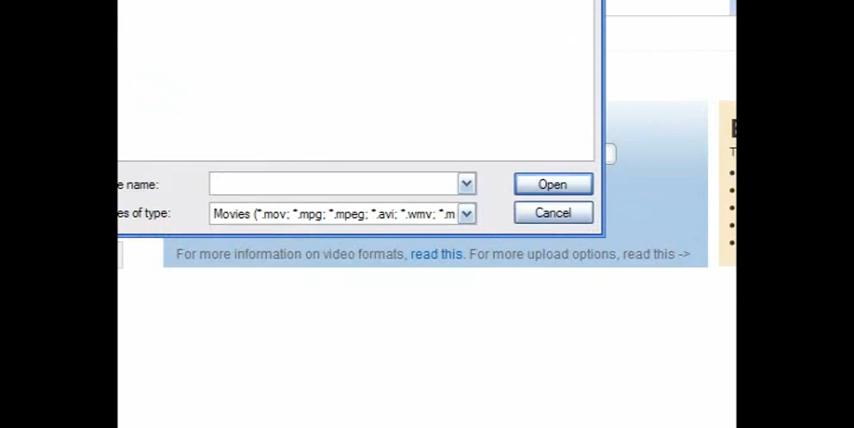 e name:
Open
es of type:
Movies (*.mov; *.mpg; *.mpeg; *.avi; *.wmv; *.m
Cancel
For more information on video formats, read this. For more upload options, read this ->